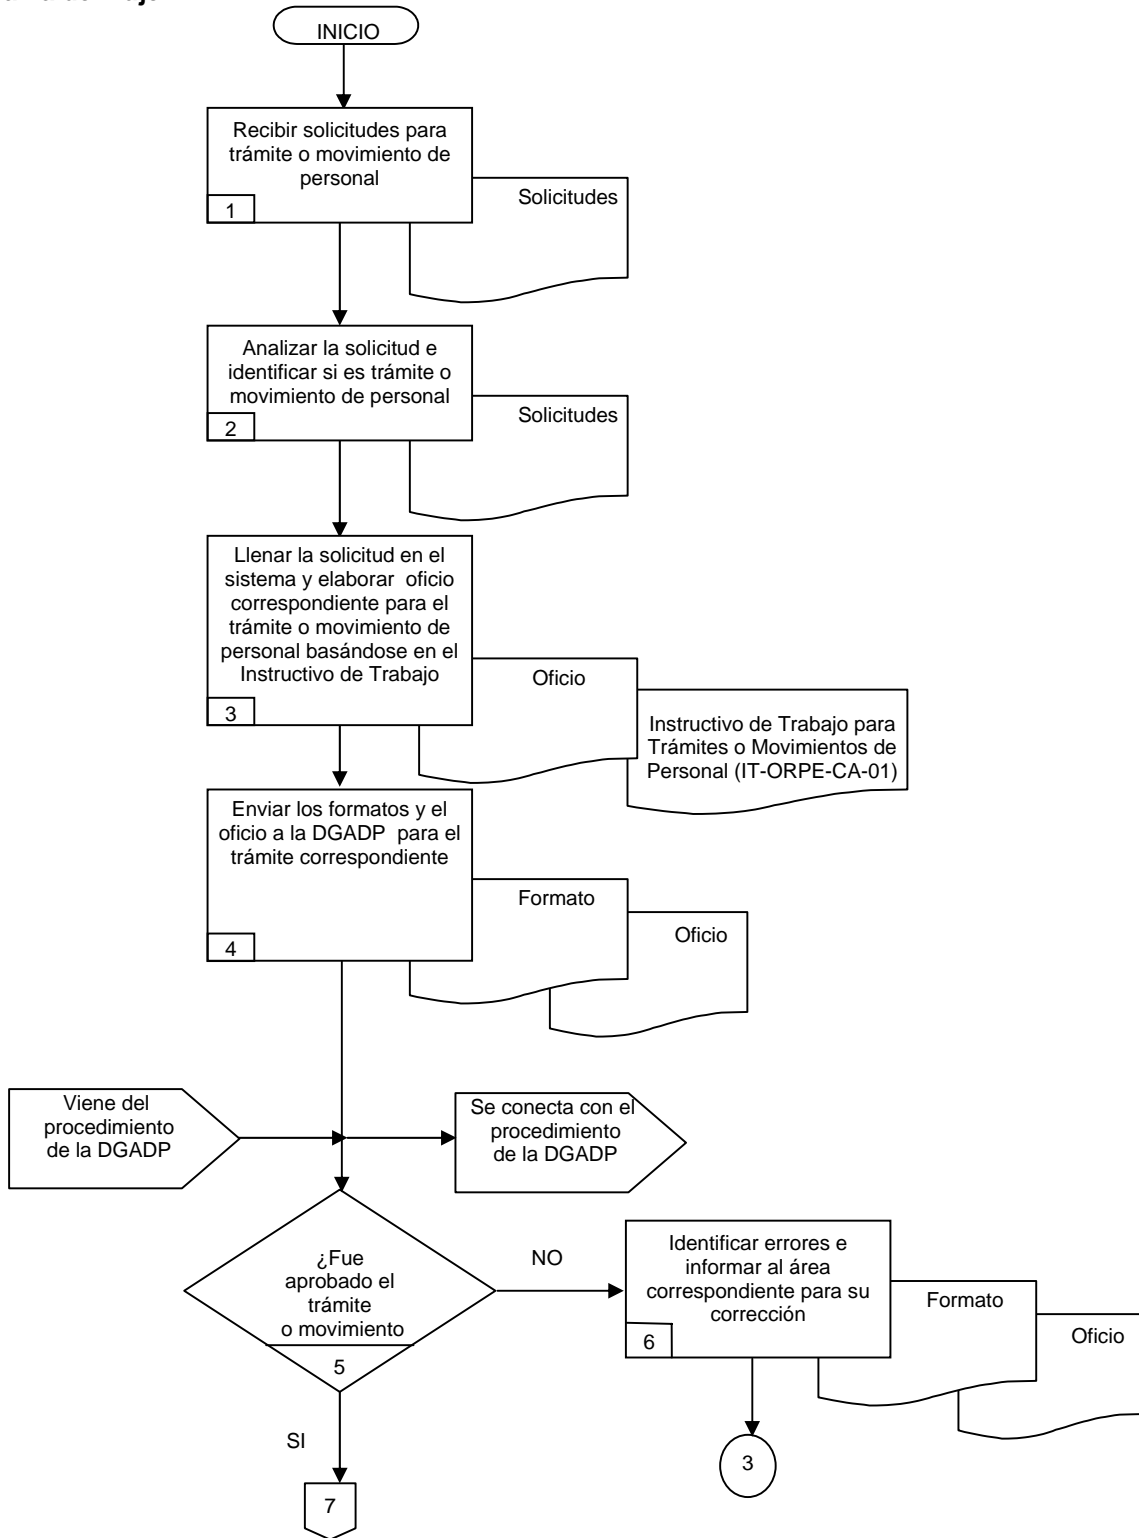 INICIO
Recibir solicitudes para
trámite o movimiento de
personal
1
Solicitudes
Analizar la solicitud e
identificar si es trámite o
movimiento de personal
2
Solicitudes
Llenar la solicitud en el
sistema y elaborar oficio
correspondiente para el
trámite o movimiento de
personal basándose en el
Instructivo de Trabajo
3
Oficio
Instructivo de Trabajo para
Trámites o Movimientos de
Personal (IT-ORPE-CA-01)
Enviar los formatos y el
oficio a la DGADP para el
trámite correspondiente
4
Formato
Oficio
Viene del
procedimiento
de la DGADP
Se conecta con el
procedimiento
de la DGADP
¿Fue
aprobado el
trámite
o movimiento
5
NO
Identificar errores e
informar al área
correspondiente para su
corrección
6
Formato
Oficio
3
SI
7